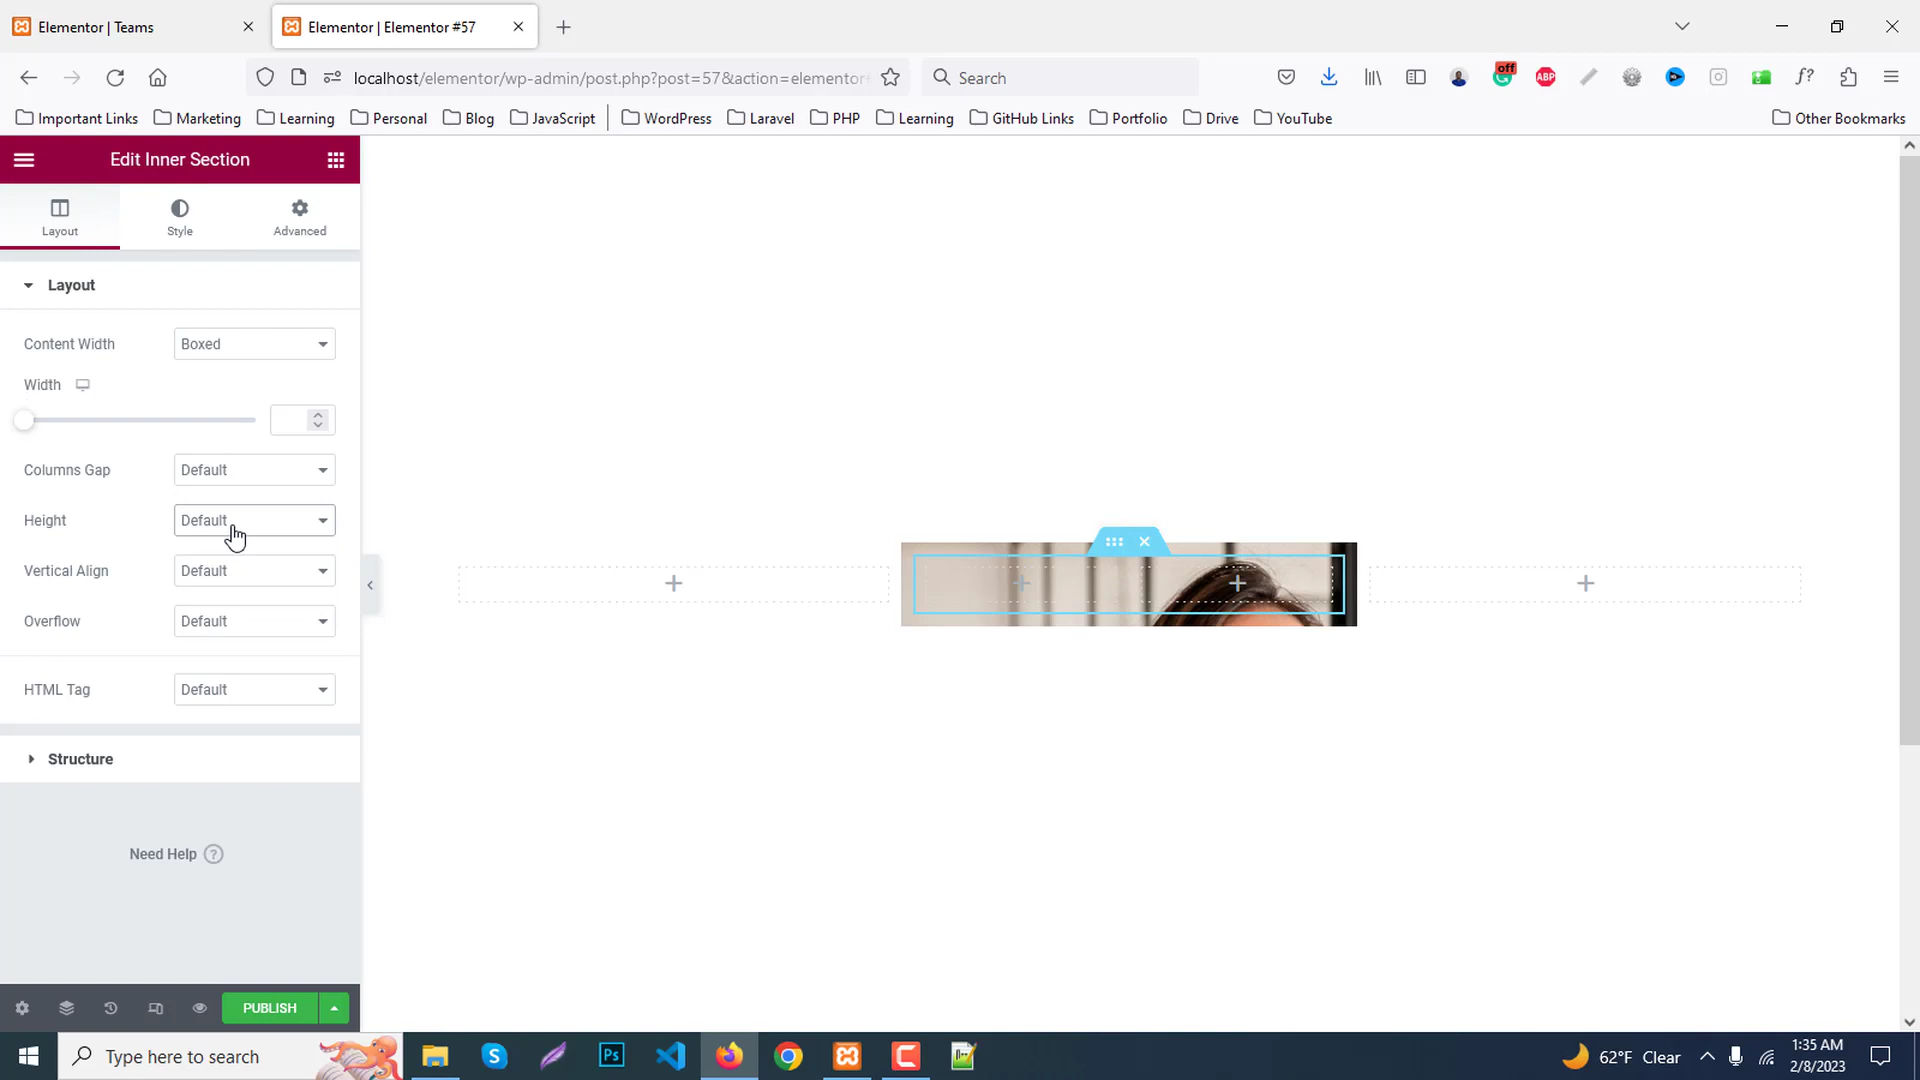 Elementor | Teams
Elementor | Elementor #57
localhost/elementor/wp-admin/post.php?post=57&action=elementor
Search
off
ABP
f?
Important Links
Marketing
Learning
Personal
Blog
JavaScript
WordPress
Laravel
PHP
Learning
GitHub Links
Portfolio
Drive
YouTube
Other Bookmarks
Edit Inner Section
Layout
Style
Advanced
Layout
Content Width
Boxed
Width
Columns Gap
Default
Height
Default
Vertical Align
Default
Overflow
Default
HTML Tag
Default
Structure
Need Help ?
PUBLISH
Type here to search
S
Ps
C
62°F Clear
1:35 AM
2/8/2023